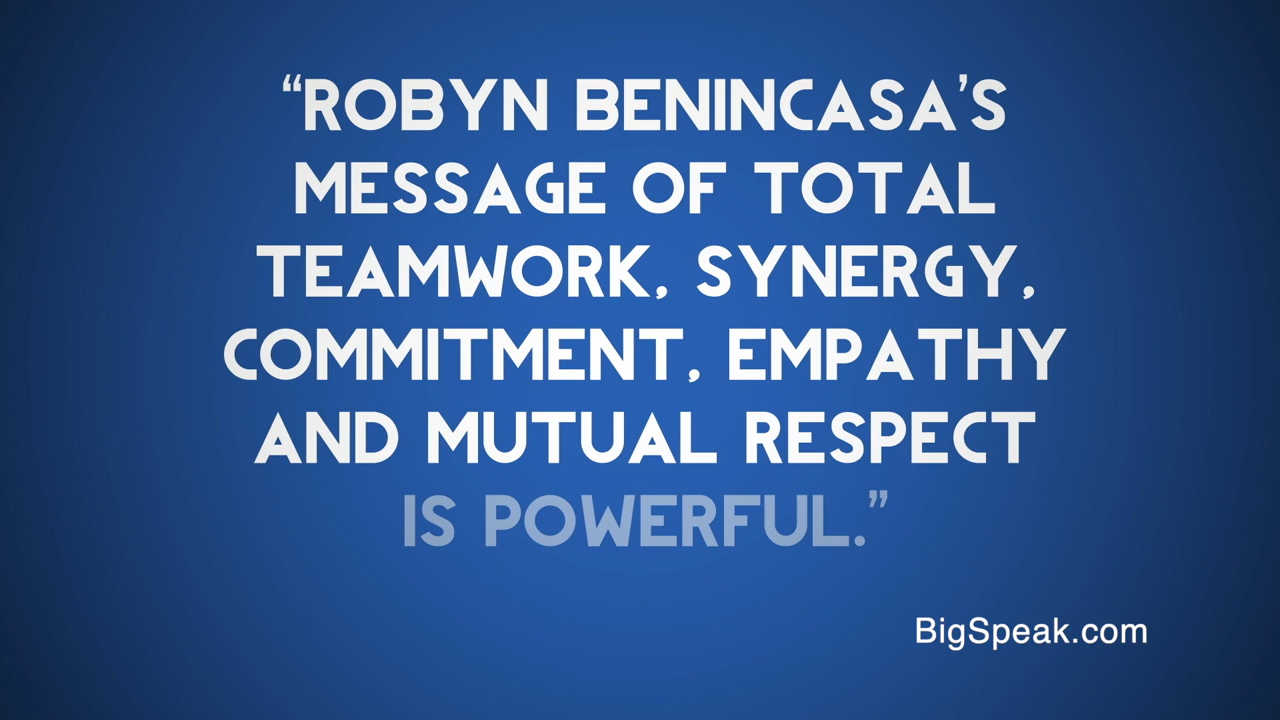 “ROBYN BENINCASA’S
MESSAGE OF TOTAL
TEAMWORK, SYNERGY,
COMMITMENT, EMPATHY
AND MUTUAL RESPECT
IS POWERFUL.”
BigSpeak.com